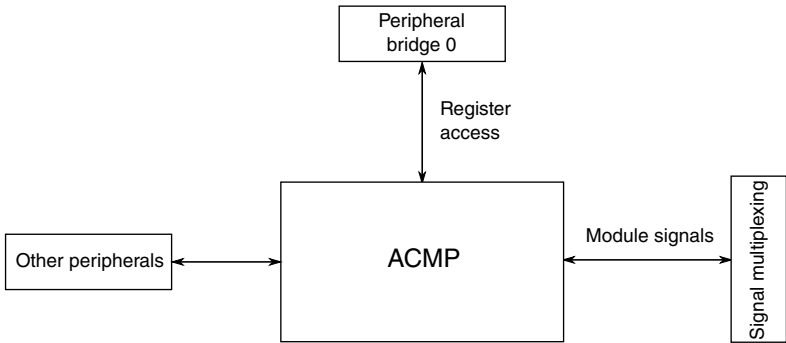 Peripheral
bridge 0
Register
access
Other peripherals
ACMP
Module signals
Signal multiplexing